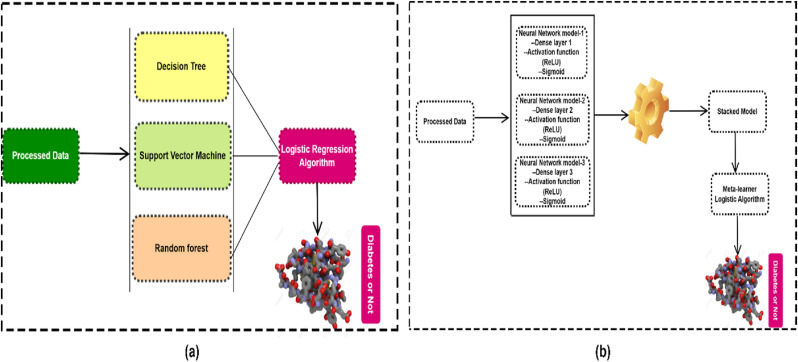 Decision Tree
Processed Data
Support Vector Machine
Random forest
Logistic Regression
Algorithm
Diabetes or Not
(a)
Processed Data
Neural Network model-1
--Dense layer 1
--Activation function
(ReLU)
--Sigmoid
Neural Network model-2
--Dense layer 2
--Activation function
(ReLU)
--Sigmoid
Neural Network model-3
--Dense layer 3
--Activation function
(ReLU)
--Sigmoid
Stacked Model
Meta-learner
Logistic Algorithm
Diabetes or Not
(b)